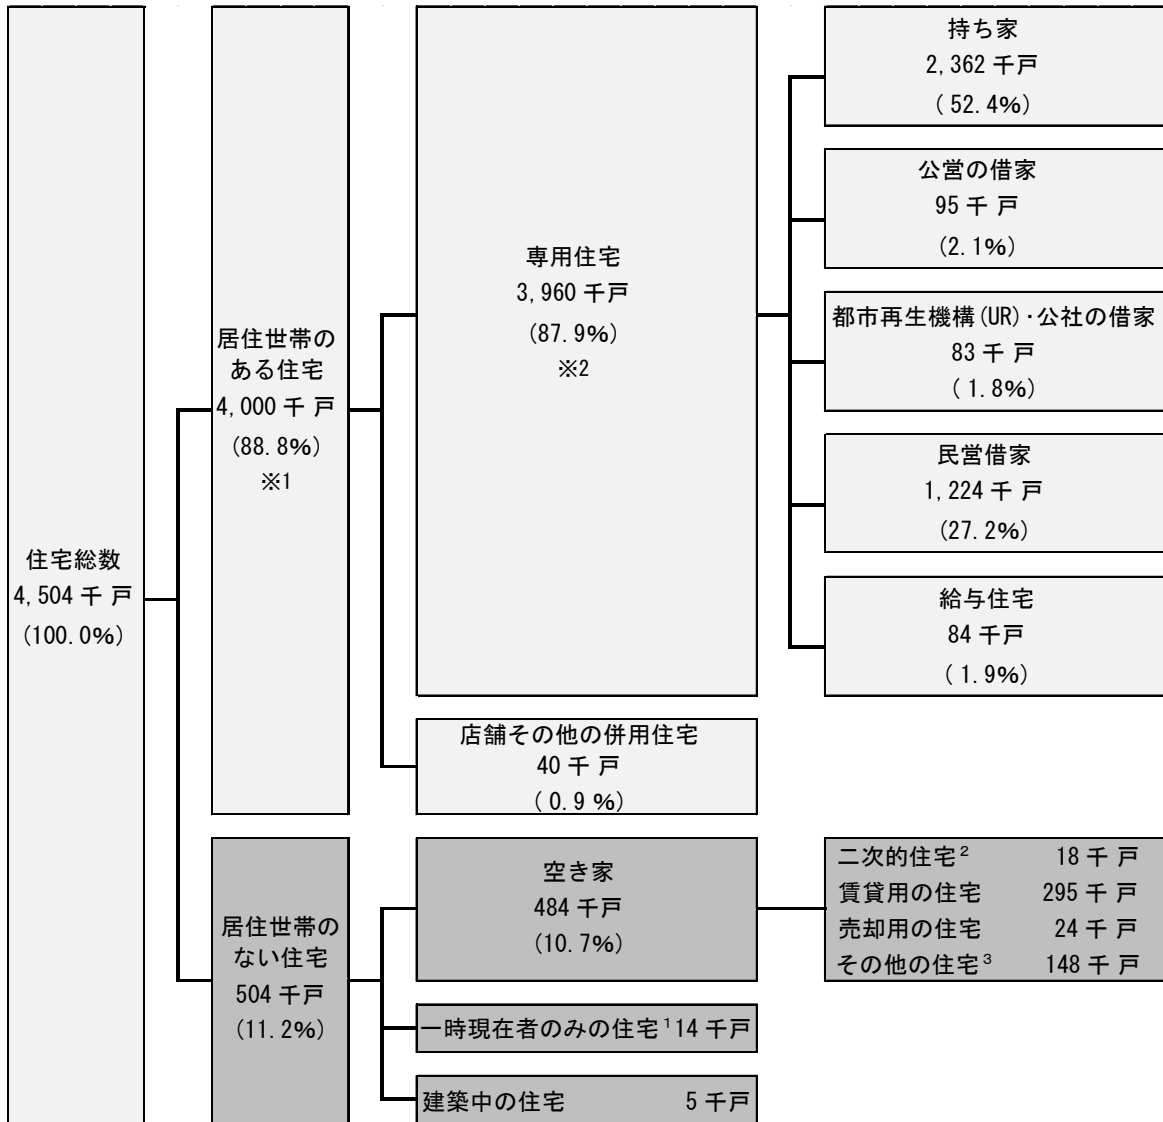 住宅総数
4,504 千 戸
(100.0%)
居住世帯の
ある住宅
4,000 千 戸
(88.8%)
※1
専用住宅
3,960 千戸
(87.9%)
※2
持ち家
2,362 千戸
( 52.4%)
公営の借家
95 千 戸
(2.1%)
都市再生機構(UR)・公社の借家
83 千 戸
( 1.8%)
民営借家
1,224 千 戸
(27.2%)
給与住宅
84 千戸
( 1.9%)
店舗その他の併用住宅
40 千 戸
( 0.9 %)
居住世帯の
ない住宅
504 千戸
(11.2%)
空き家
484 千戸
(10.7%)
二次的住宅² 18 千 戸
賃貸用の住宅 295 千 戸
売却用の住宅 24 千 戸
その他の住宅³ 148 千 戸
一時現在者のみの住宅¹14 千戸
建築中の住宅 5 千戸